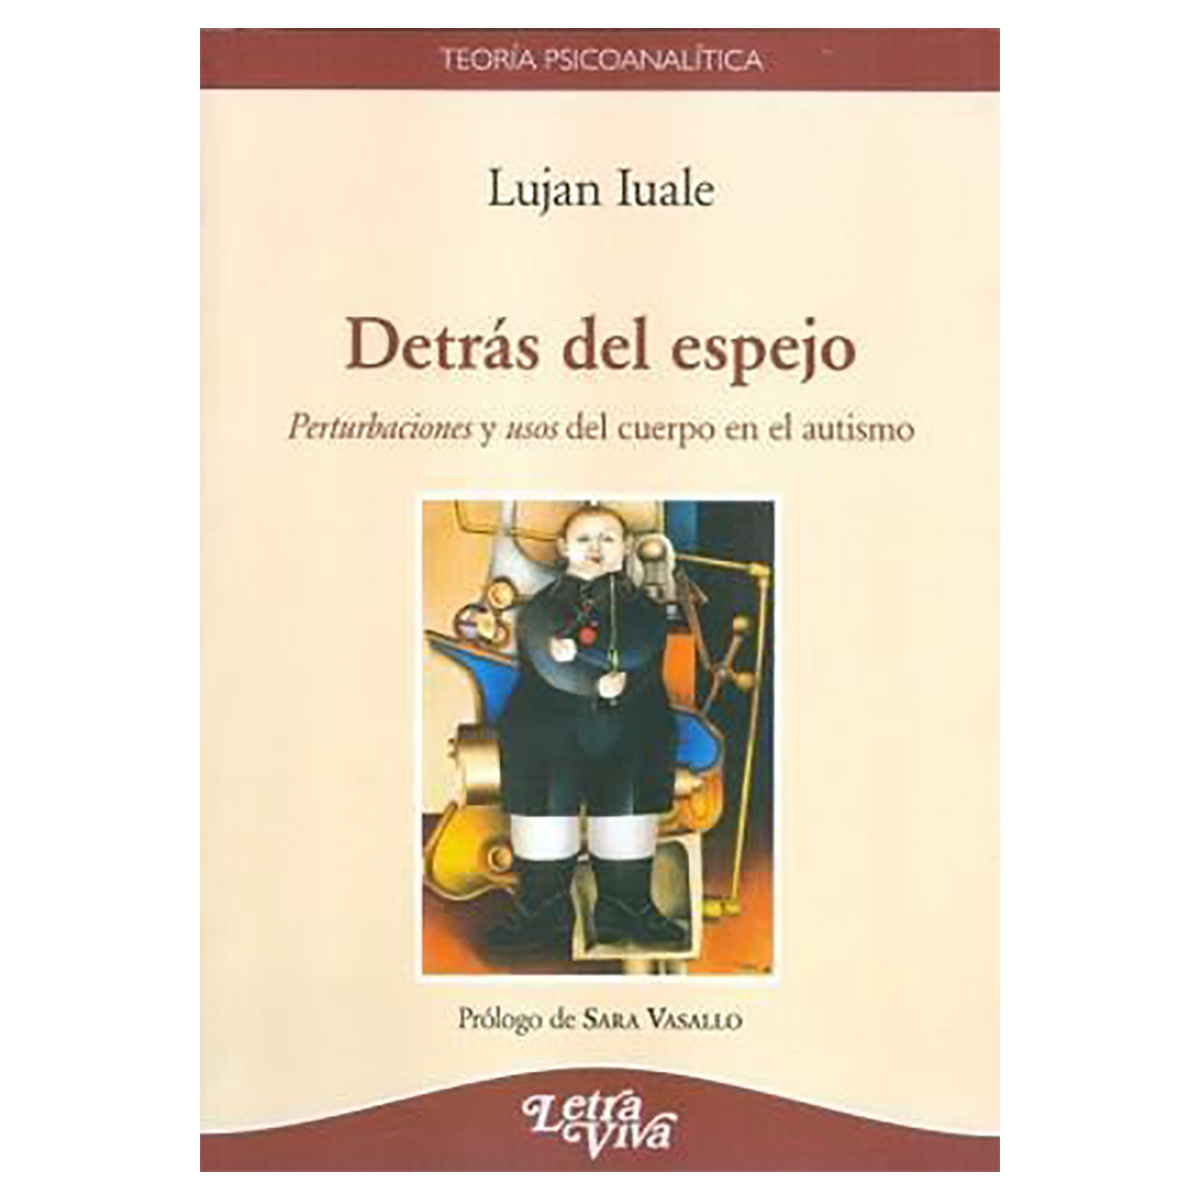 TEORÍA PSICOANALÍTICA
Lujan Iuale
Detrás del espejo
Perturbaciones y usos del cuerpo en el autismo
Prólogo de SARA VASALLO
Letra
Viva